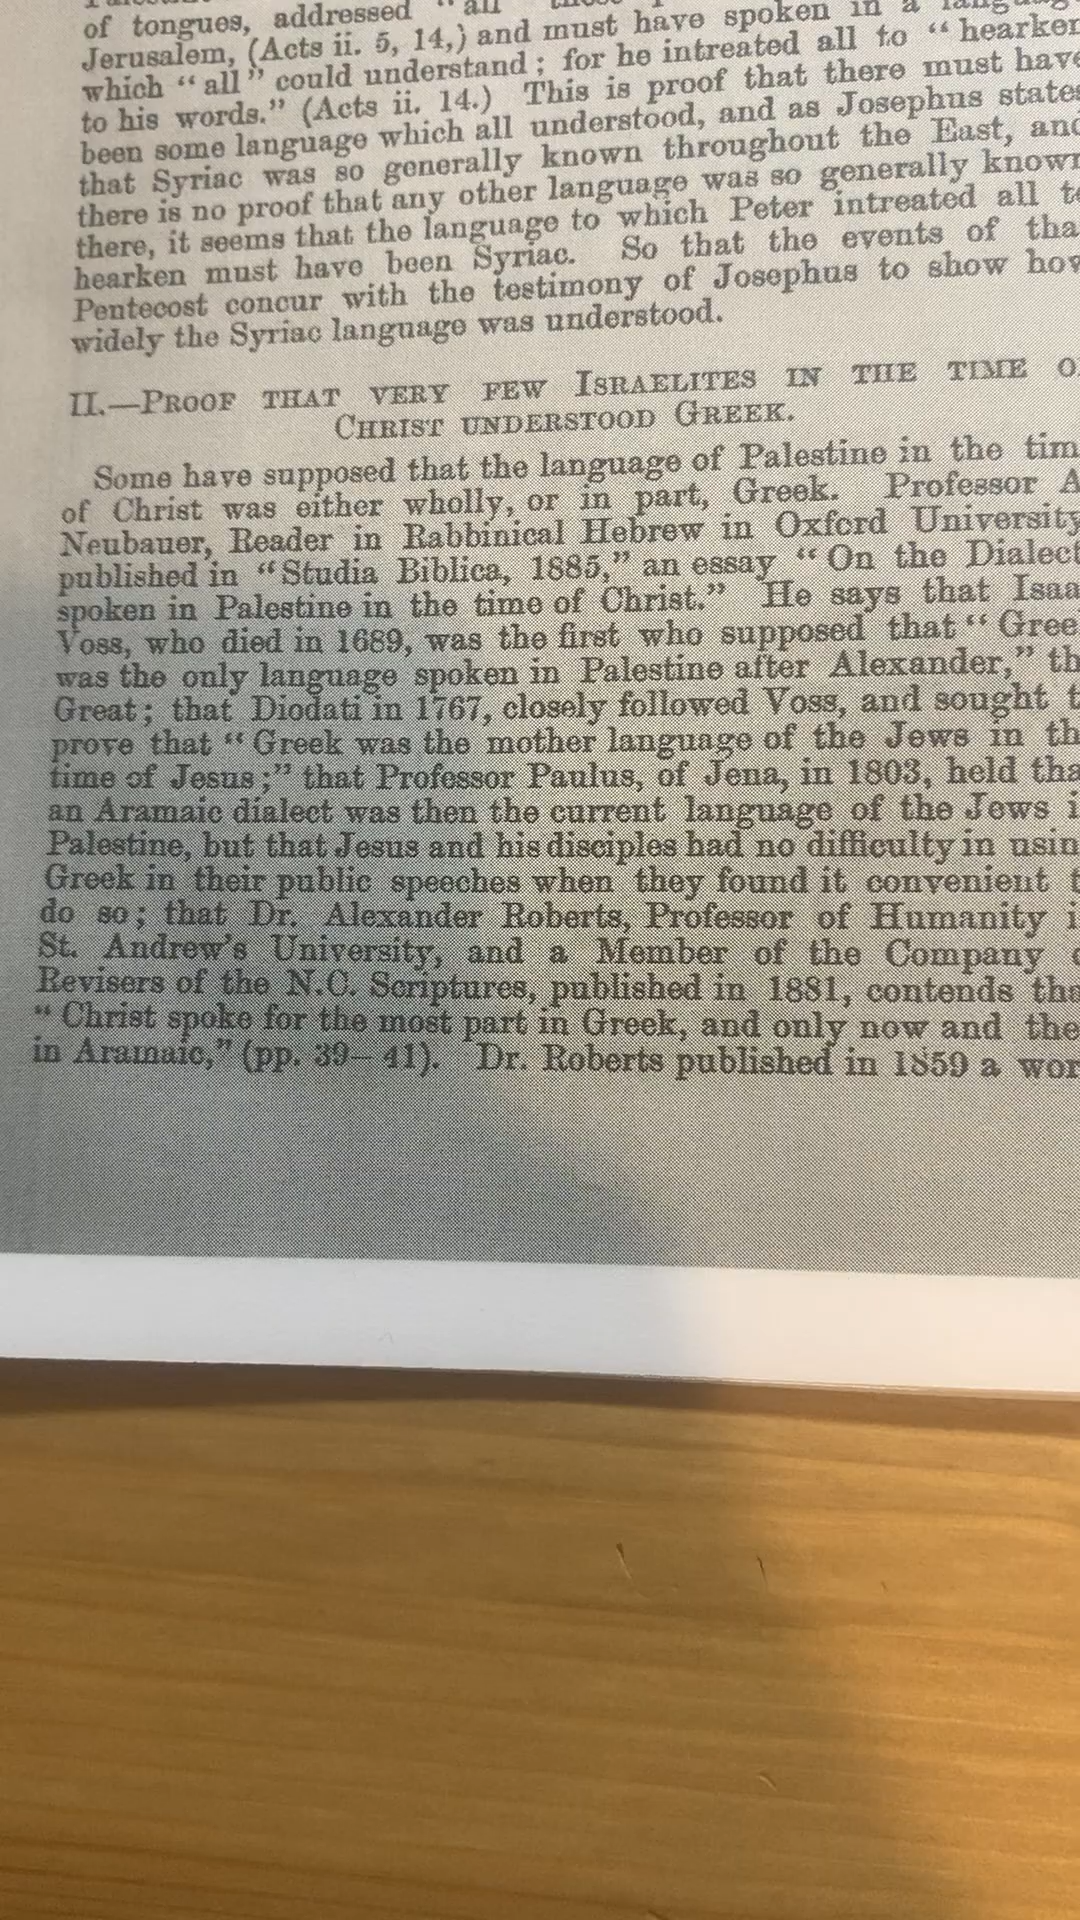 of tongues, addressed "all
Jerusalem, (Acts ii. 5, 14,) and must have spoken in a
which "all" could understand; for he intreated all to "hearken
to his words." (Acts ii. 14.) This is proof that there must have
been some language which all understood, and as Josephus states
that Syriac was so generally known throughout the East, and
there is no proof that any other language was so generally known
there, it seems that the language to which Peter intreated all t
hearken must have been Syriac. So that the events of tha
Pentecost concur with the testimony of Josephus to show how
widely the Syriac language was understood.
II.—Proof that very few Israelites in the time o
Christ understood Greek.
Some have supposed that the language of Palestine in the tim
of Christ was either wholly, or in part, Greek. Professor A
Neubauer, Reader in Rabbinical Hebrew in Oxford University
published in "Studia Biblica, 1885," an essay "On the Dialect
spoken in Palestine in the time of Christ." He says that Isaa
Voss, who died in 1689, was the first who supposed that "Gree
was the only language spoken in Palestine after Alexander," th
Great; that Diodati in 1767, closely followed Voss, and sought t
prove that "Greek was the mother language of the Jews in th
time of Jesus;" that Professor Paulus, of Jena, in 1803, held tha
an Aramaic dialect was then the current language of the Jews i
Palestine, but that Jesus and his disciples had no difficulty in usin
Greek in their public speeches when they found it convenient t
do so; that Dr. Alexander Roberts, Professor of Humanity i
St. Andrew's University, and a Member of the Company
Revisers of the N.C. Scriptures, published in 1881, contends tha
"Christ spoke for the most part in Greek, and only now and the
in Aramaic," (pp. 39–41). Dr. Roberts published in 1859 a wor